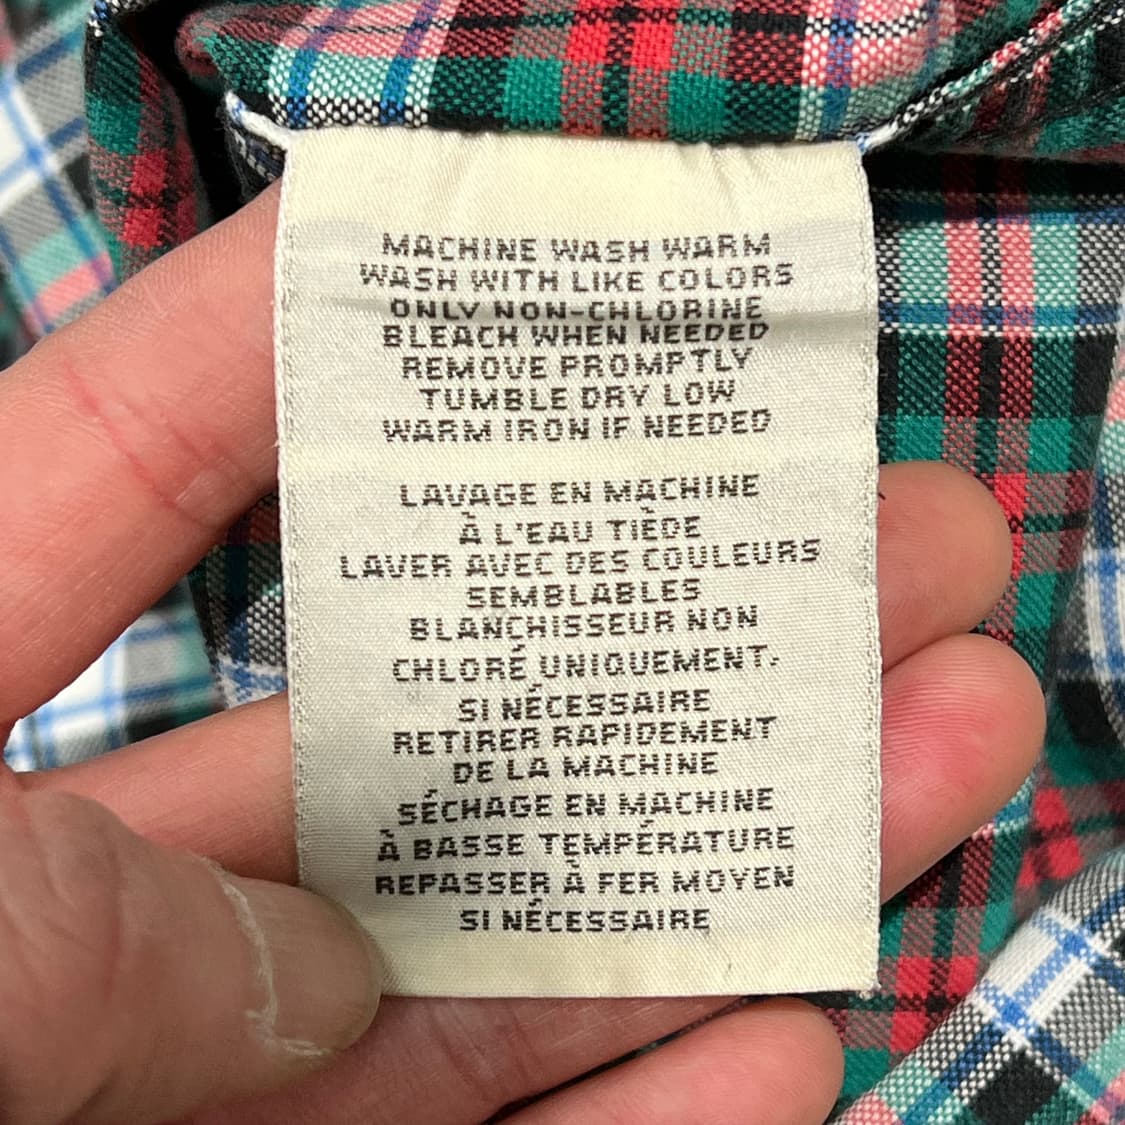 MACHINE WASH WARM
WASH WITH LIKE COLORS
ONLY NON-CHLORINE
BLEACH WHEN NEEDED
REMOVE PROMPTLY
TUMBLE DRY LOW
WARM IRON IF NEEDED
LAVAGE EN MACHINE
À L'EAU TIÈDE
LAVER AVEC DES COULEURS
SEMBLABLES
BLANCHISSEUR NON
CHLORÉ UNIQUEMENT.
SI NÉCESSAIRE
RETIRER RAPIDEMENT
DE LA MACHINE
SÉCHAGE EN MACHINE
À BASSE TEMPÉRATURE
REPASSER À FER MOYEN
SI NÉCESSAIRE